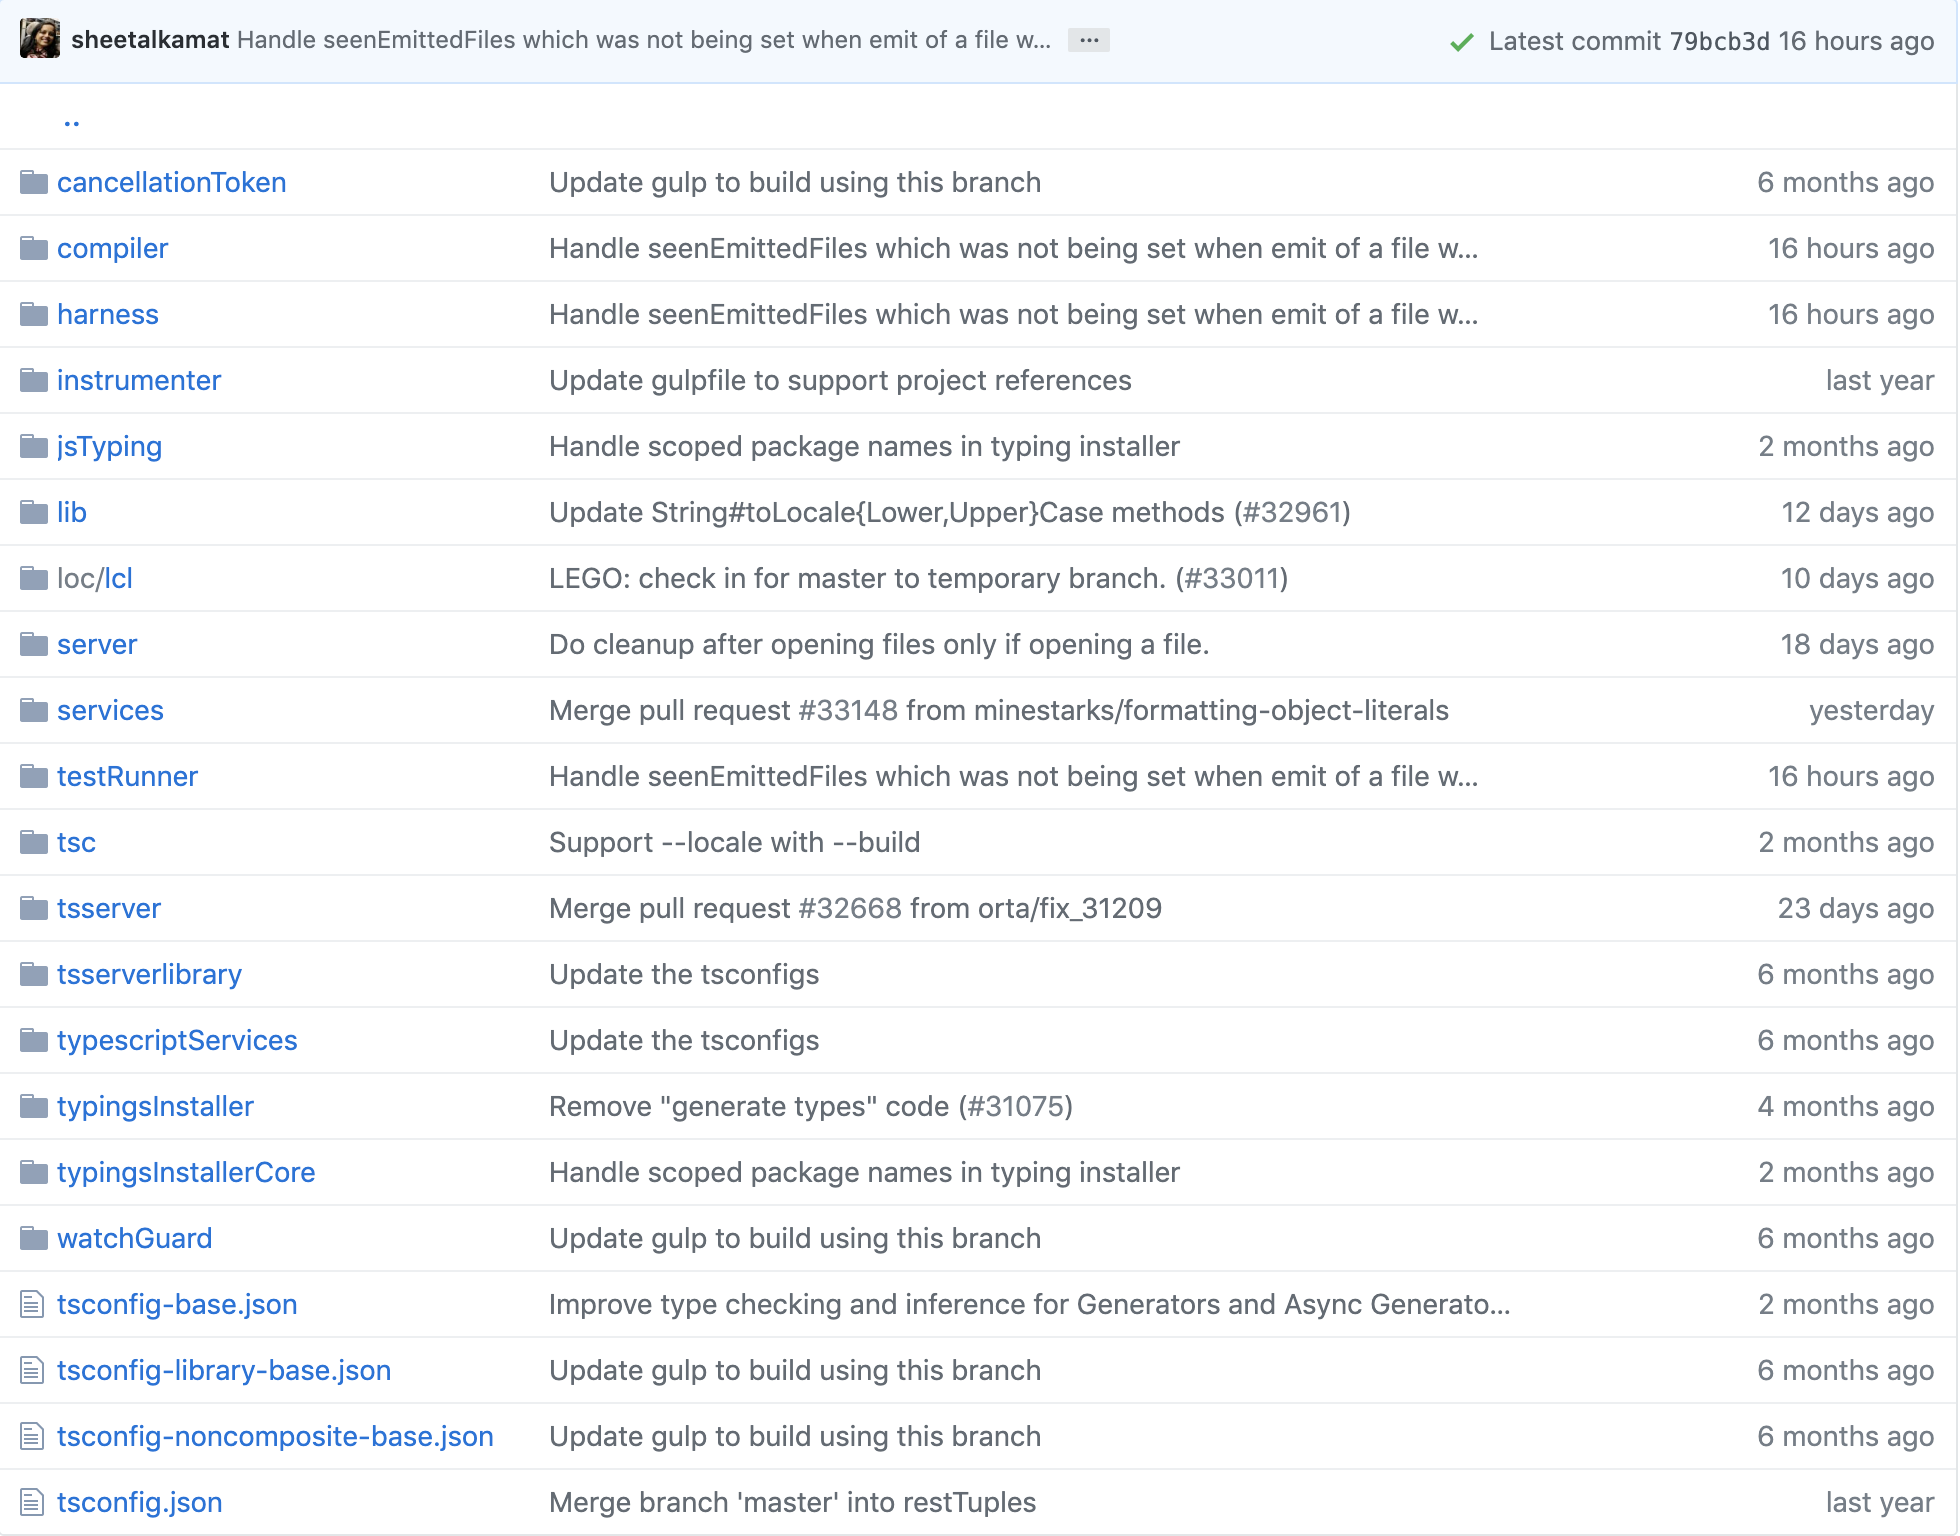 sheetalkamat Handle seenEmittedFiles which was not being set when emit of a file w... ... Latest commit 79bcb3d 16 hours ago
..
cancellationToken Update gulp to build using this branch 6 months ago
compiler Handle seenEmittedFiles which was not being set when emit of a file w... 16 hours ago
harness Handle seenEmittedFiles which was not being set when emit of a file w... 16 hours ago
instrumenter Update gulpfile to support project references last year
jsTyping Handle scoped package names in typing installer 2 months ago
lib Update String#toLocale{Lower,Upper}Case methods (#32961) 12 days ago
loc/lcl LEGO: check in for master to temporary branch. (#33011) 10 days ago
server Do cleanup after opening files only if opening a file. 18 days ago
services Merge pull request #33148 from minestarks/formatting-object-literals yesterday
testRunner Handle seenEmittedFiles which was not being set when emit of a file w... 16 hours ago
tsc Support --locale with --build 2 months ago
tsserver Merge pull request #32668 from orta/fix_31209 23 days ago
tsserverlibrary Update the tsconfigs 6 months ago
typescriptServices Update the tsconfigs 6 months ago
typingsInstaller Remove "generate types" code (#31075) 4 months ago
typingsInstallerCore Handle scoped package names in typing installer 2 months ago
watchGuard Update gulp to build using this branch 6 months ago
tsconfig-base.json Improve type checking and inference for Generators and Async Generato... 2 months ago
tsconfig-library-base.json Update gulp to build using this branch 6 months ago
tsconfig-noncomposite-base.json Update gulp to build using this branch 6 months ago
tsconfig.json Merge branch 'master' into restTuples last year